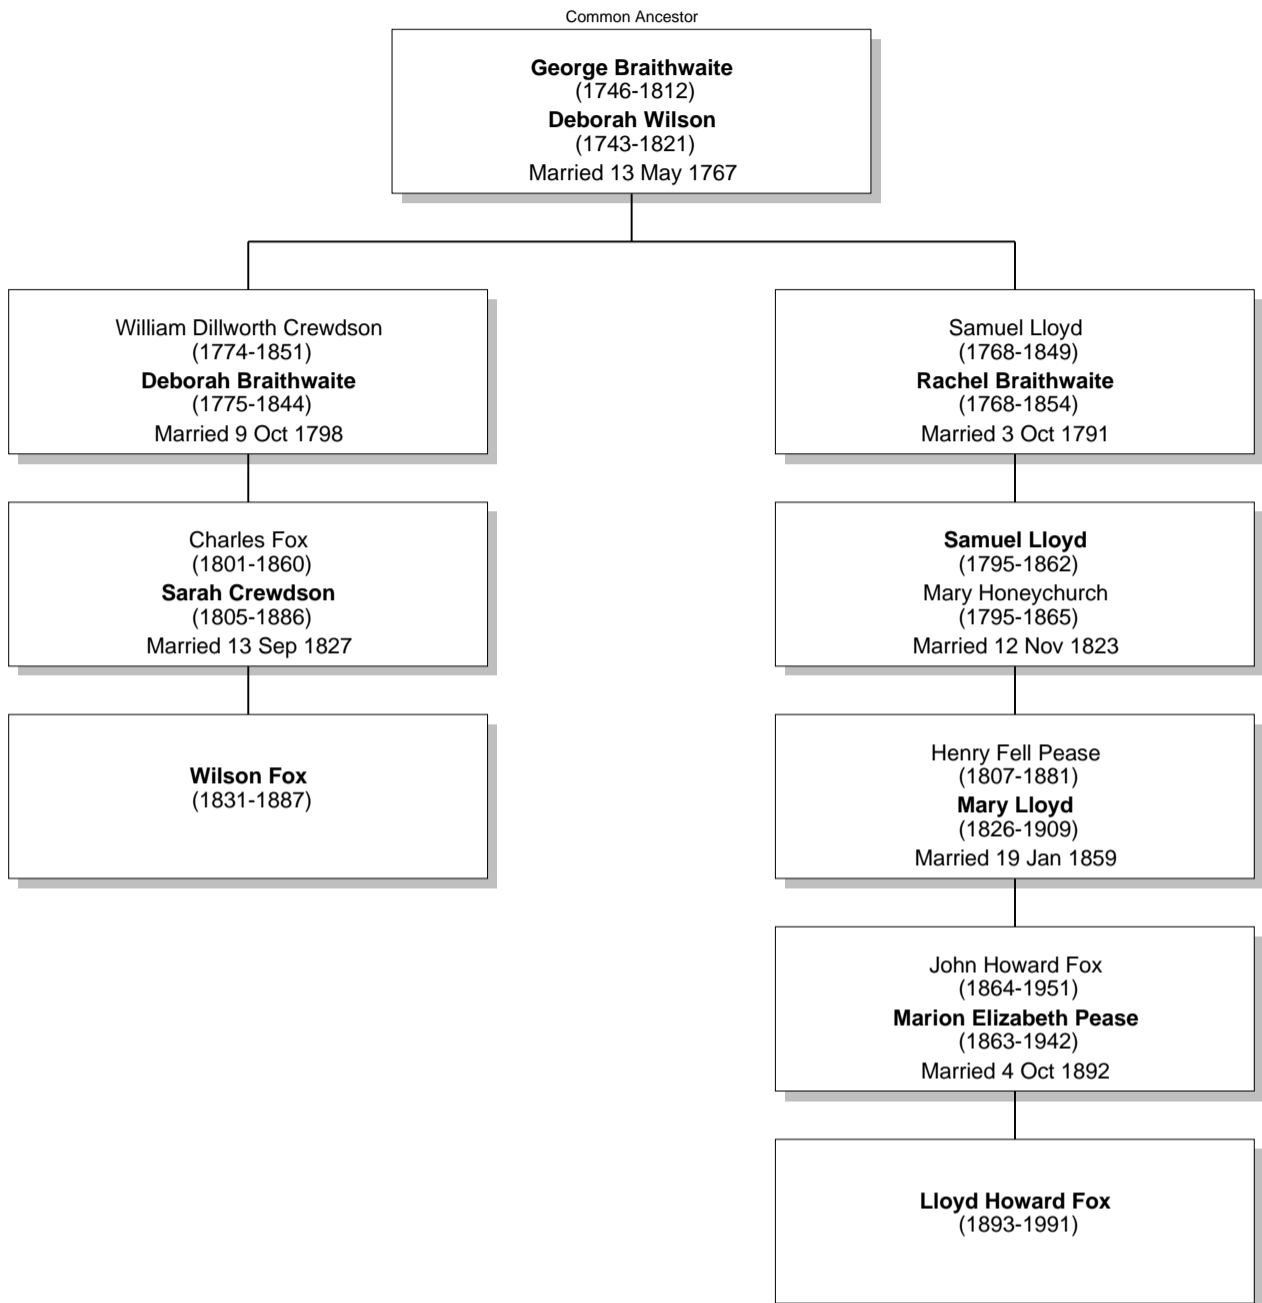 Common Ancestor
George Braithwaite
(1746-1812)
Deborah Wilson
(1743-1821)
Married 13 May 1767
William Dillworth Crewdson
(1774-1851)
Deborah Braithwaite
(1775-1844)
Married 9 Oct 1798
Samuel Lloyd
(1768-1849)
Rachel Braithwaite
(1768-1854)
Married 3 Oct 1791
Charles Fox
(1801-1860)
Sarah Crewdson
(1805-1886)
Married 13 Sep 1827
Samuel Lloyd
(1795-1862)
Mary Honeychurch
(1795-1865)
Married 12 Nov 1823
Wilson Fox
(1831-1887)
Henry Fell Pease
(1807-1881)
Mary Lloyd
(1826-1909)
Married 19 Jan 1859
John Howard Fox
(1864-1951)
Marion Elizabeth Pease
(1863-1942)
Married 4 Oct 1892
Lloyd Howard Fox
(1893-1991)